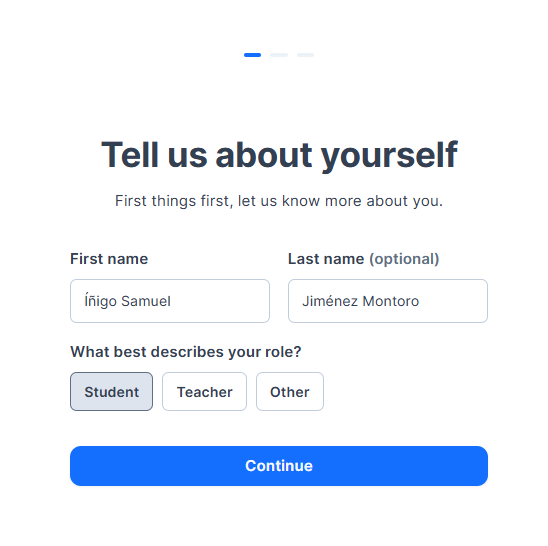 Tell us about yourself
First things first, let us know more about you.
First name
Last name (optional)
Íñigo Samuel
Jiménez Montoro
What best describes your role?
Student
Teacher
Other
Continue